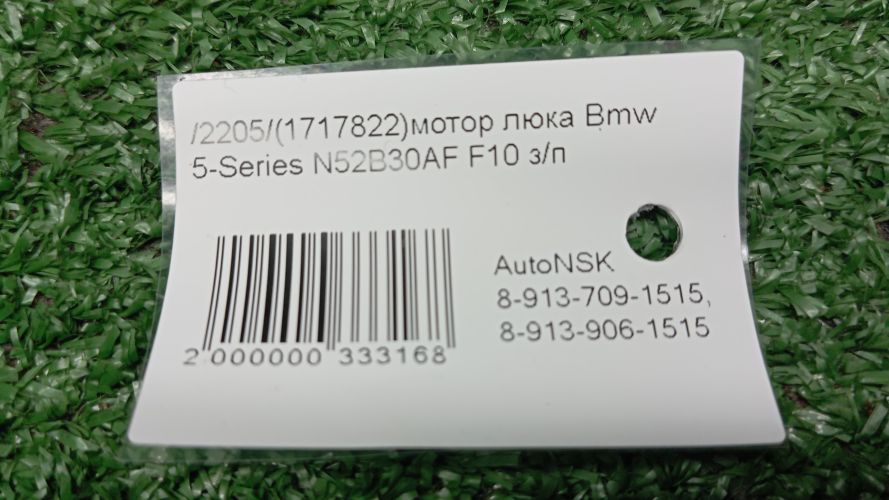 /2205/(1717822)мотор люка Bmw
5-Series N52B30AF F10 з/п
AutoNSK
8-913-709-1515,
8-913-906-1515
2 000000 333168